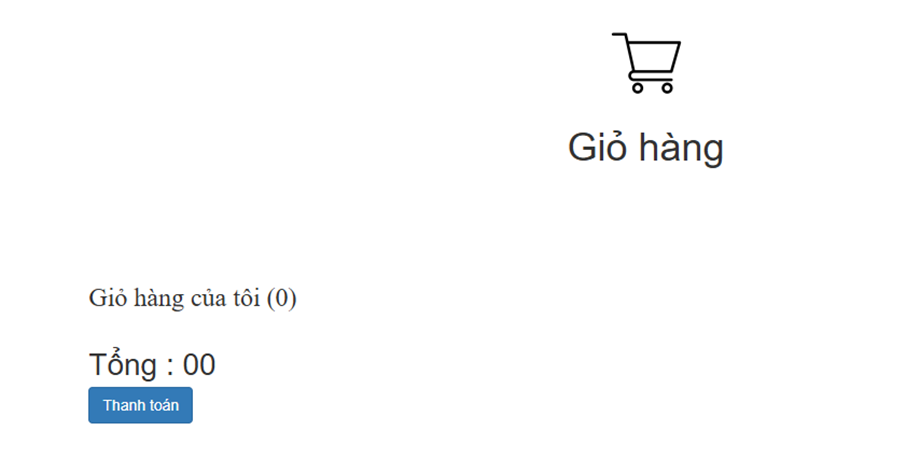 Giỏ hàng
Giỏ hàng của tôi (0)
Tổng : 00
Thanh toán